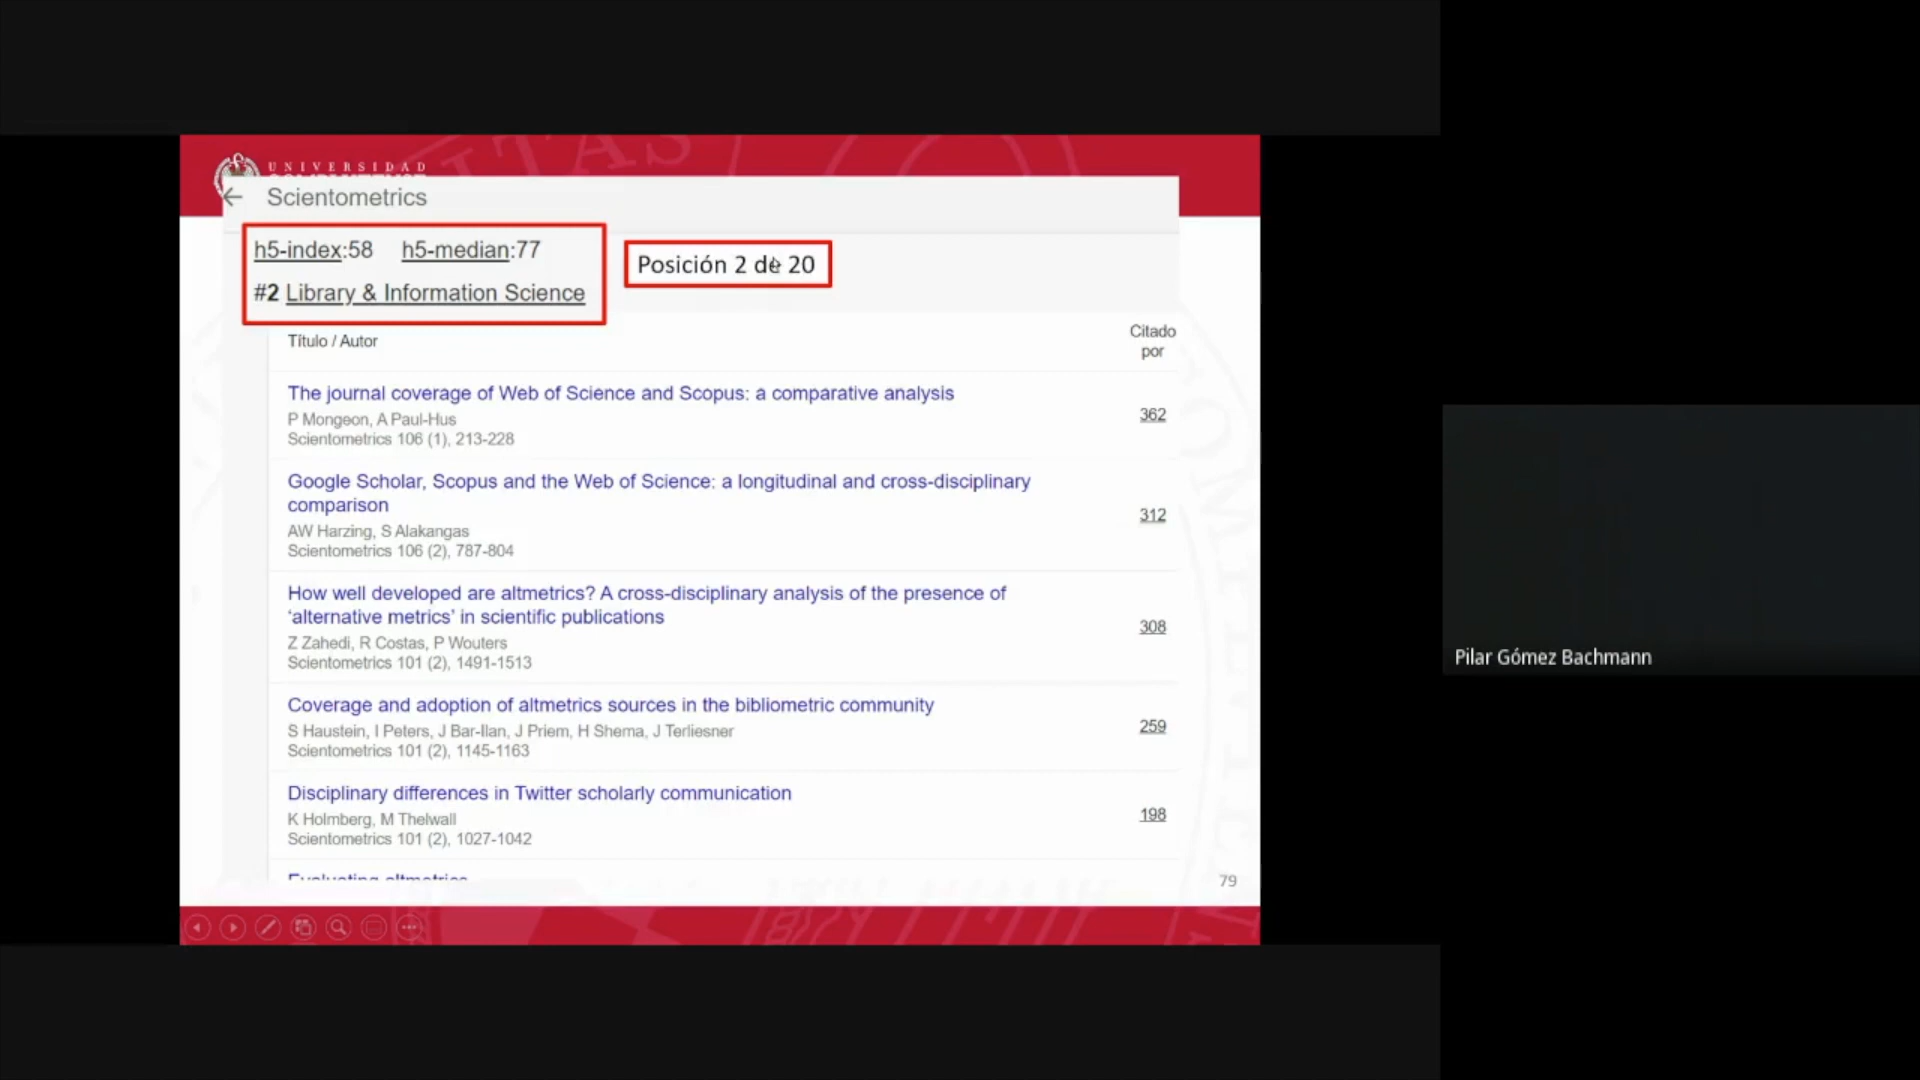 UNIVERSIDAD
Scientometrics
h5-index:58 h5-median:77
#2 Library & Information Science
Posición 2 de 20
Título / Autor
Citado
por
The journal coverage of Web of Science and Scopus: a comparative analysis
P Mongeon, A Paul-Hus
Scientometrics 106 (1), 213-228
362
Google Scholar, Scopus and the Web of Science: a longitudinal and cross-disciplinary
comparison
AW Harzing, S Alakangas
Scientometrics 106 (2), 787-804
312
How well developed are altmetrics? A cross-disciplinary analysis of the presence of
‘alternative metrics’ in scientific publications
Z Zahedi, R Costas, P Wouters
Scientometrics 101 (2), 1491-1513
308
Coverage and adoption of altmetrics sources in the bibliometric community
S Haustein, I Peters, J Bar-Ilan, J Priem, H Shema, J Terliesner
Scientometrics 101 (2), 1145-1163
259
Disciplinary differences in Twitter scholarly communication
K Holmberg, M Thelwall
Scientometrics 101 (2), 1027-1042
198
Evaluating altmetrics
79
Pilar Gómez Bachmann